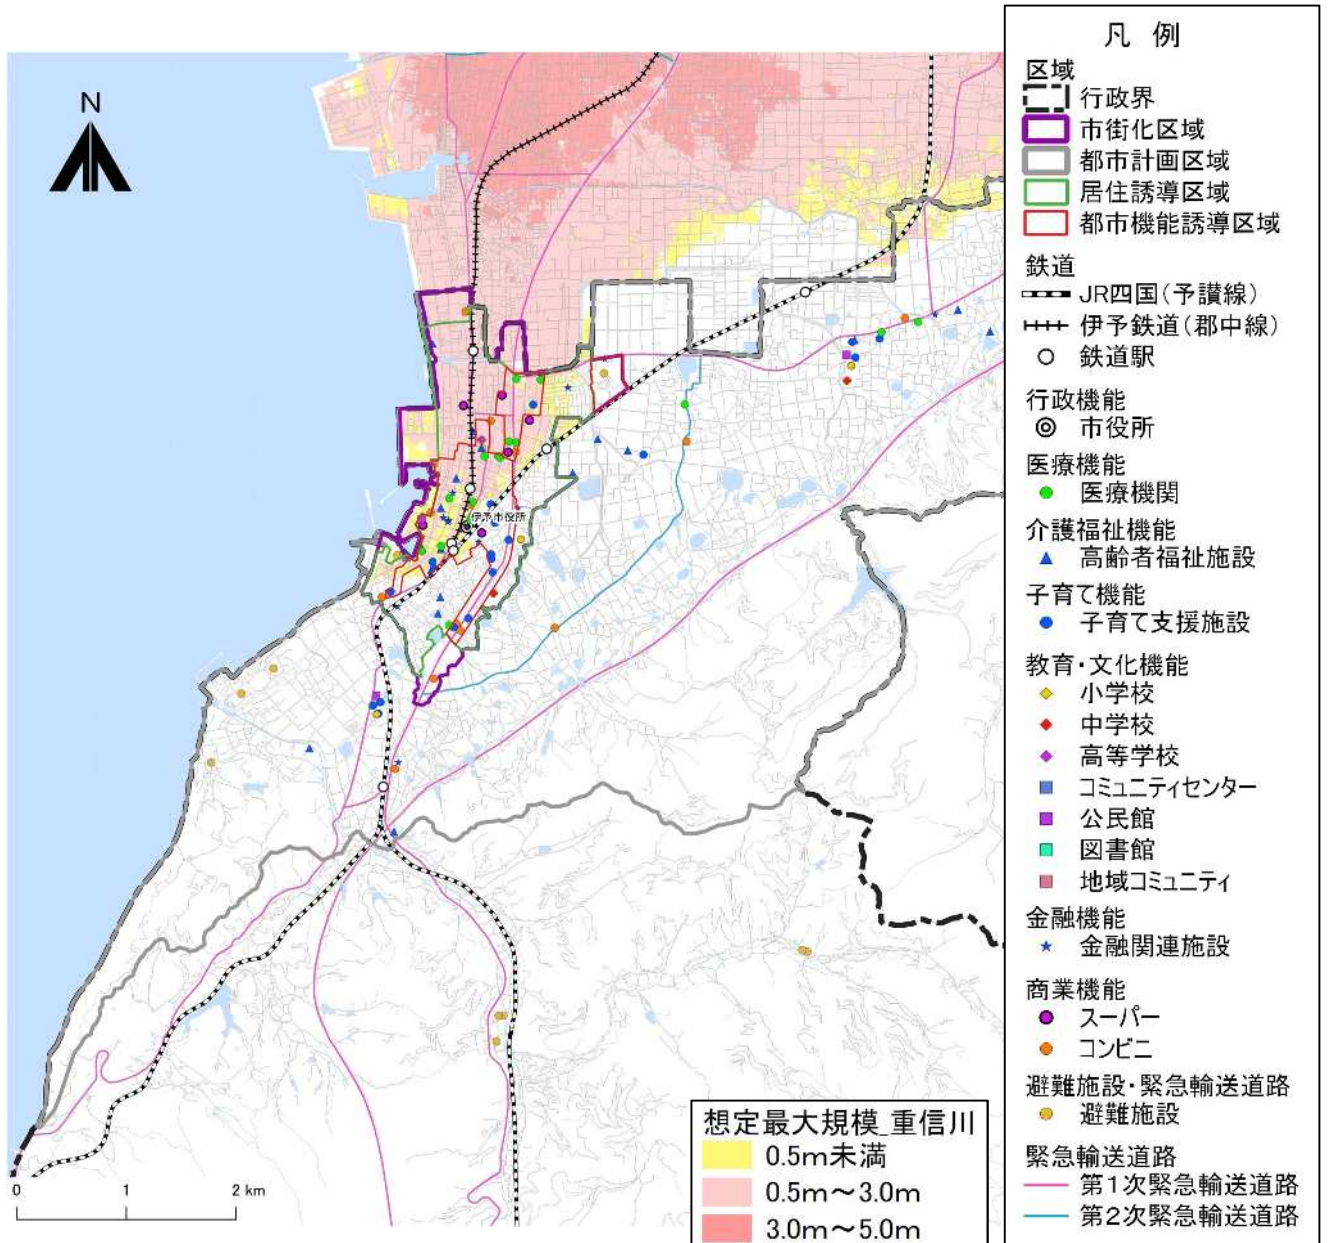 凡 例
区域
行政界
市街化区域
都市計画区域
居住誘導区域
都市機能誘導区域
鉄道
JR四国(予讃線)
伊予鉄道(郡中線)
鉄道駅
行政機能
市役所
医療機能
医療機関
介護福祉機能
高齢者福祉施設
子育て機能
子育て支援施設
教育・文化機能
小学校
中学校
高等学校
コミュニティセンター
公民館
図書館
地域コミュニティ
金融機能
金融関連施設
商業機能
スーパー
コンビニ
避難施設・緊急輸送道路
避難施設
緊急輸送道路
第1次緊急輸送道路
第2次緊急輸送道路
N
伊予市役所
想定最大規模_重信川
0.5m未満
0.5m～3.0m
3.0m～5.0m
0 1 2 km